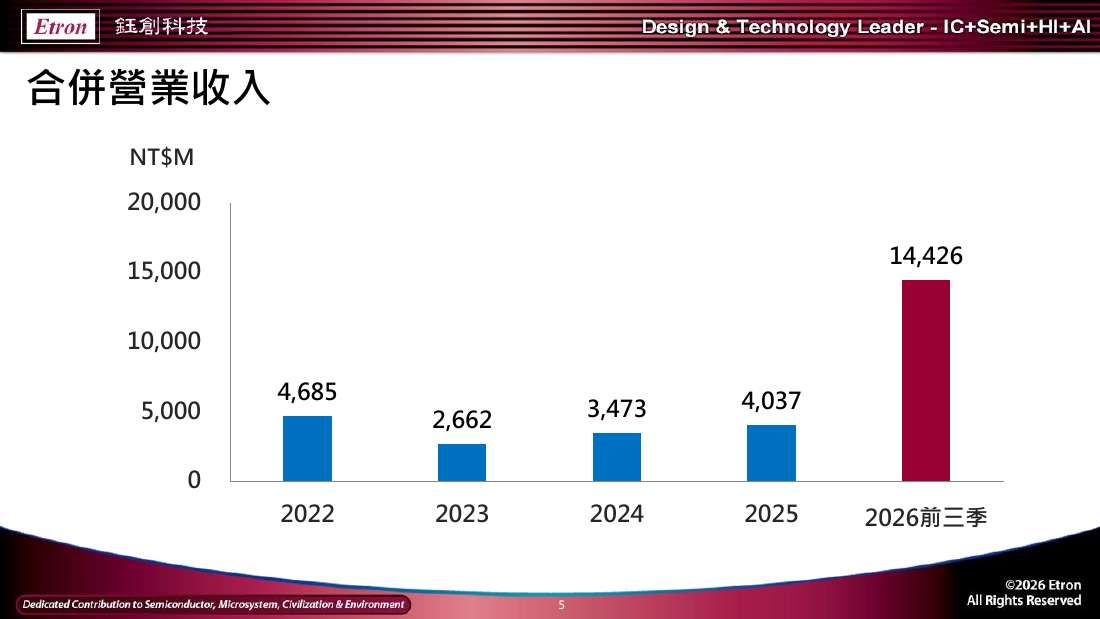 Etron 鈺創科技
Design & Technology Leader - IC+Semi+HI+AI
合併營業收入
NT$M
20,000
15,000
10,000
5,000
0
4,685
2,662
3,473
4,037
14,426
2022
2023
2024
2025
2026前三季
©2026 Etron
All Rights Reserved
Dedicated Contribution to Semiconductor, Microsystem, Civilization & Environment
5